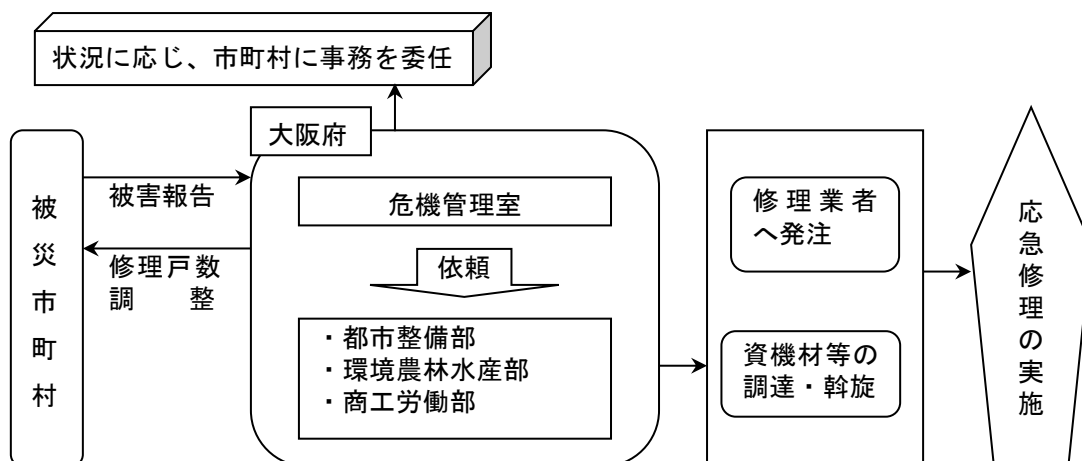 状況に応じ、市町村に事務を委任
大阪府
被災市町村
被害報告
修理戸数
調　　整
危機管理室
依頼
・都市整備部
・環境農林水産部
・商工労働部
修理業者
へ発注
資機材等の
調達・斡旋
応急修理の実施